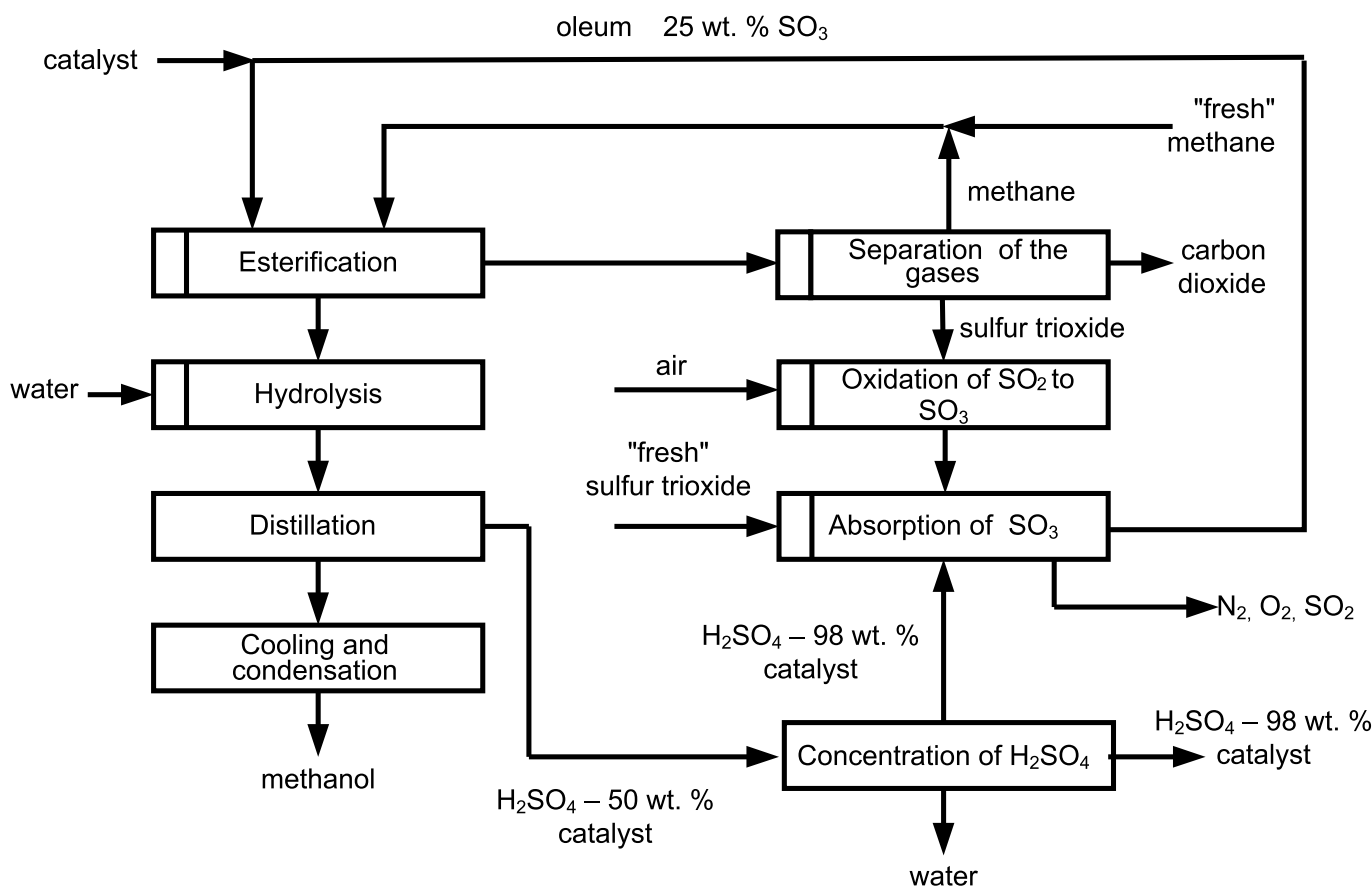 oleum 25 wt. % SO₃
catalyst
"fresh"
methane
methane
Esterification
Separation of the
gases
carbon
dioxide
sulfur trioxide
water
Hydrolysis
air
Oxidation of SO₂ to
SO₃
"fresh"
sulfur trioxide
Distillation
Absorption of SO₃
N₂, O₂, SO₂
Cooling and
condensation
H₂SO₄ – 98 wt. %
catalyst
methanol
Concentration of H₂SO₄
H₂SO₄ – 98 wt. %
catalyst
H₂SO₄ – 50 wt. %
catalyst
water